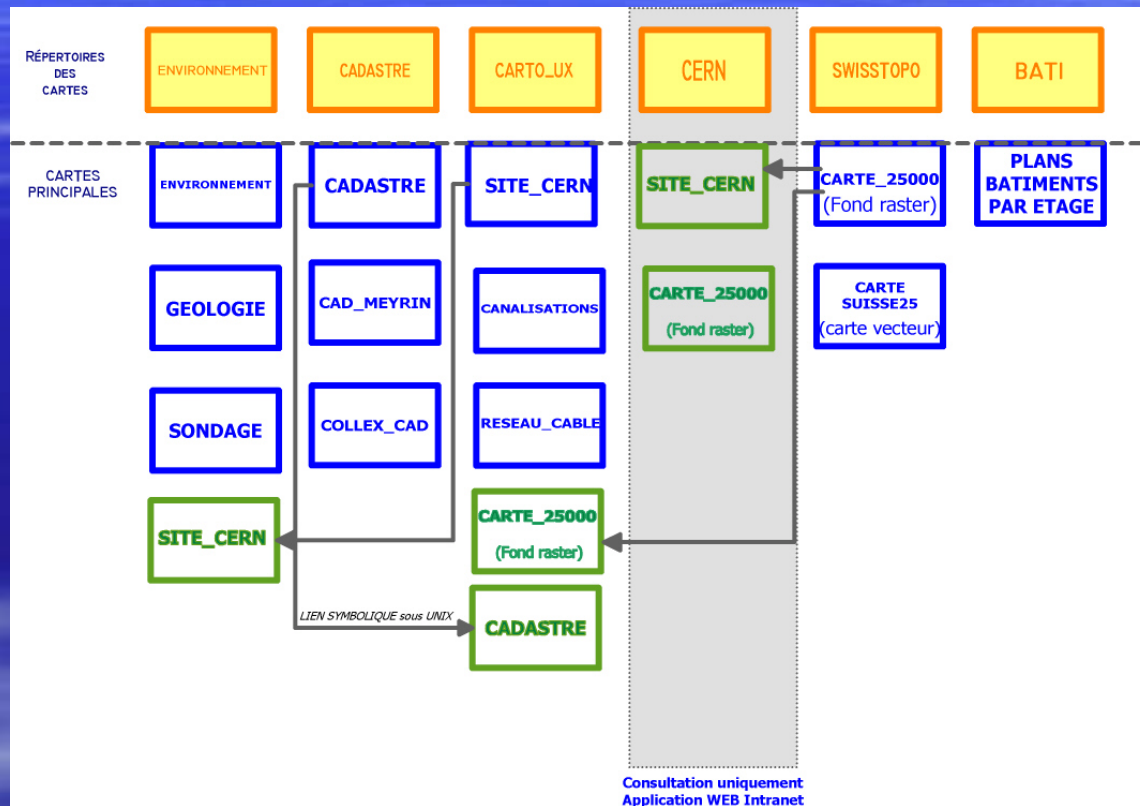 RÉPERTOIRES
DES
CARTES
ENVIRONNEMENT
CADASTRE
CARTO_UX
CERN
SWISSTOPO
BATI
CARTES
PRINCIPALES
ENVIRONNEMENT
CADASTRE
SITE_CERN
SITE_CERN
CARTE_25000
(Fond raster)
PLANS
BATIMENTS
PAR ETAGE
GEOLOGIE
CAD_MEYRIN
CANALISATIONS
CARTE_25000
(Fond raster)
CARTE
SUISSE25
(carte vecteur)
SONDAGE
COLLEX_CAD
RESEAU_CABLE
SITE_CERN
CARTE_25000
(Fond raster)
LIEN SYMBOLIQUE sous UNIX
CADASTRE
Consultation uniquement
Application WEB Intranet